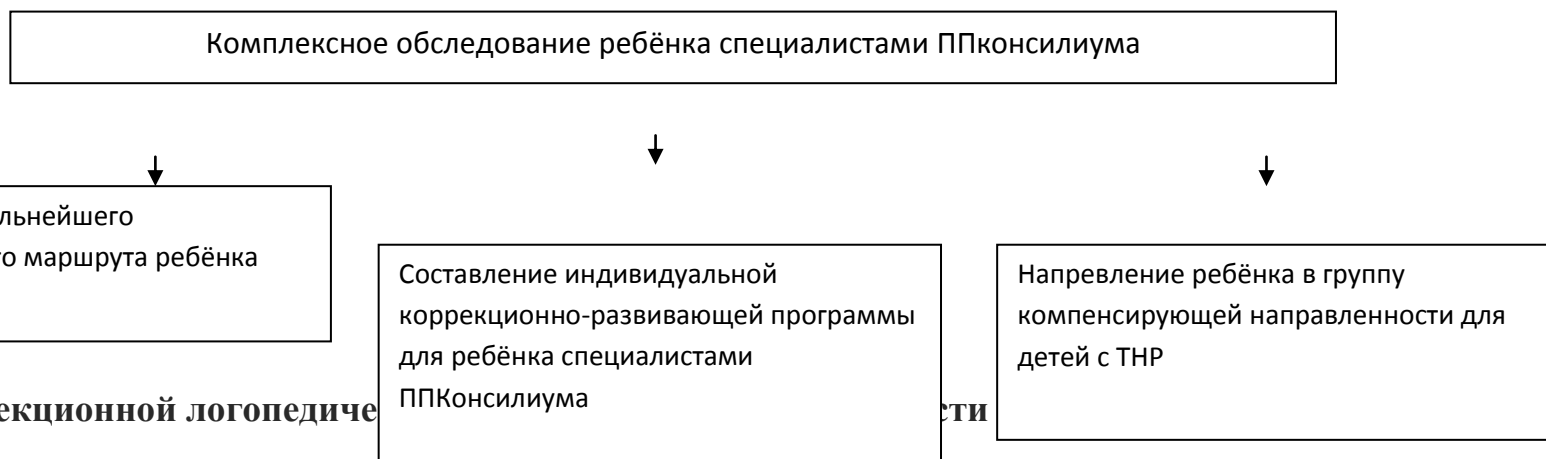 Комплексное обследование ребёнка специалистами ППконсилиума
льнейшего
го маршрута ребёнка
Составление индивидуальной
коррекционно-развивающей программы
для ребёнка специалистами
ППКонсилиума
Напревление ребёнка в группу
компенсирующей направленности для
детей с ТНР
екционной логопедиче сти